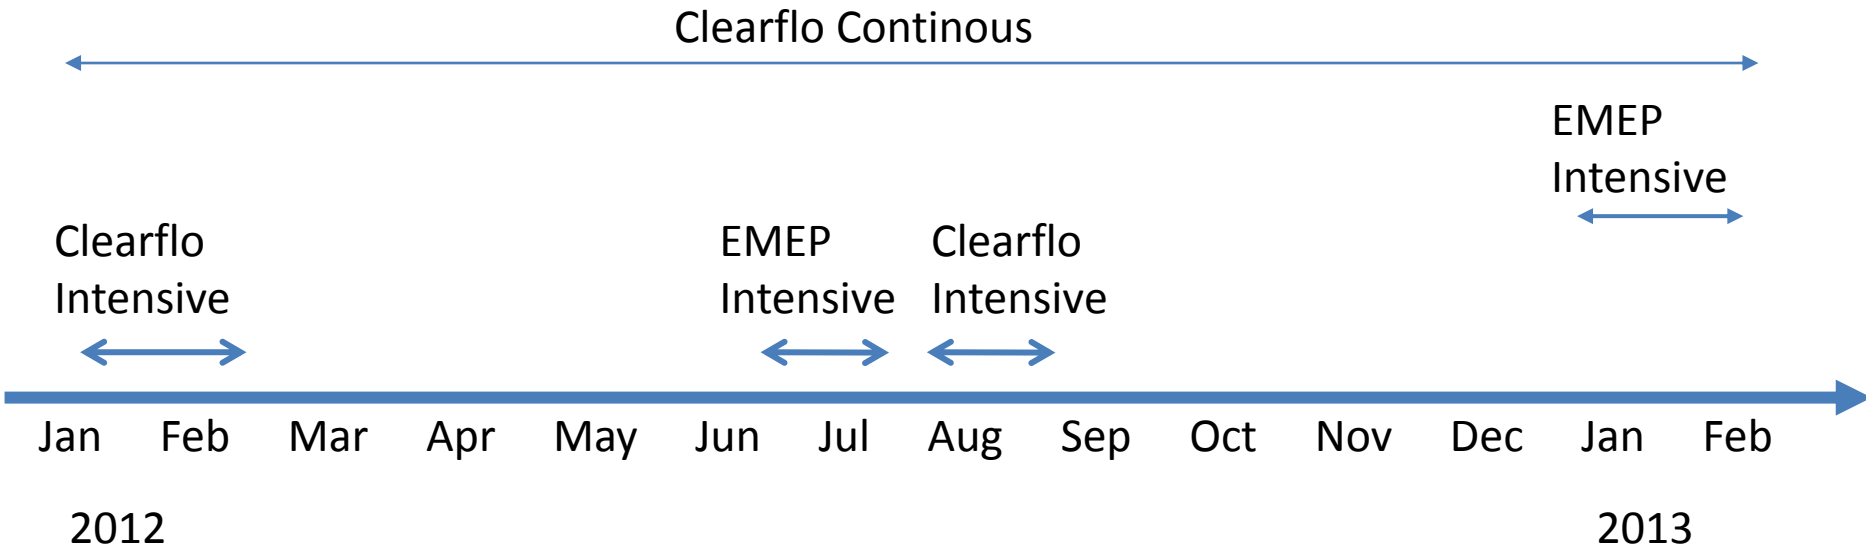 Clearflo Continous
EMEP
Intensive
Clearflo
Intensive
EMEP
Intensive
Clearflo
Intensive
Jan Feb Mar Apr May Jun Jul Aug Sep Oct Nov Dec Jan Feb
2012 2013